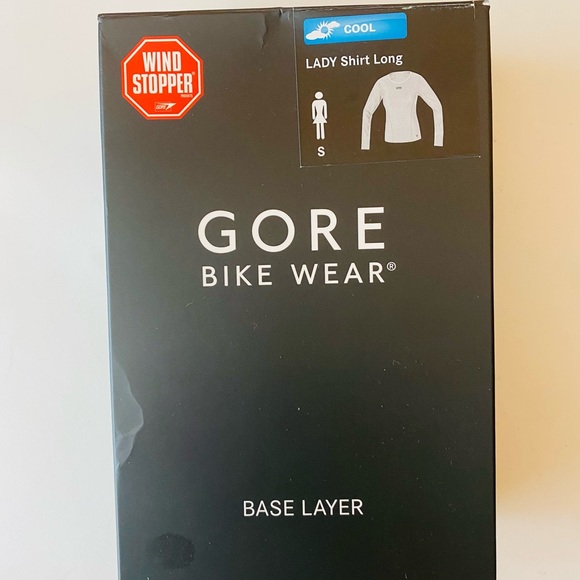 WIND
STOPPER®
COOL
LADY Shirt Long
S
GORE
BIKE WEAR®
BASE LAYER